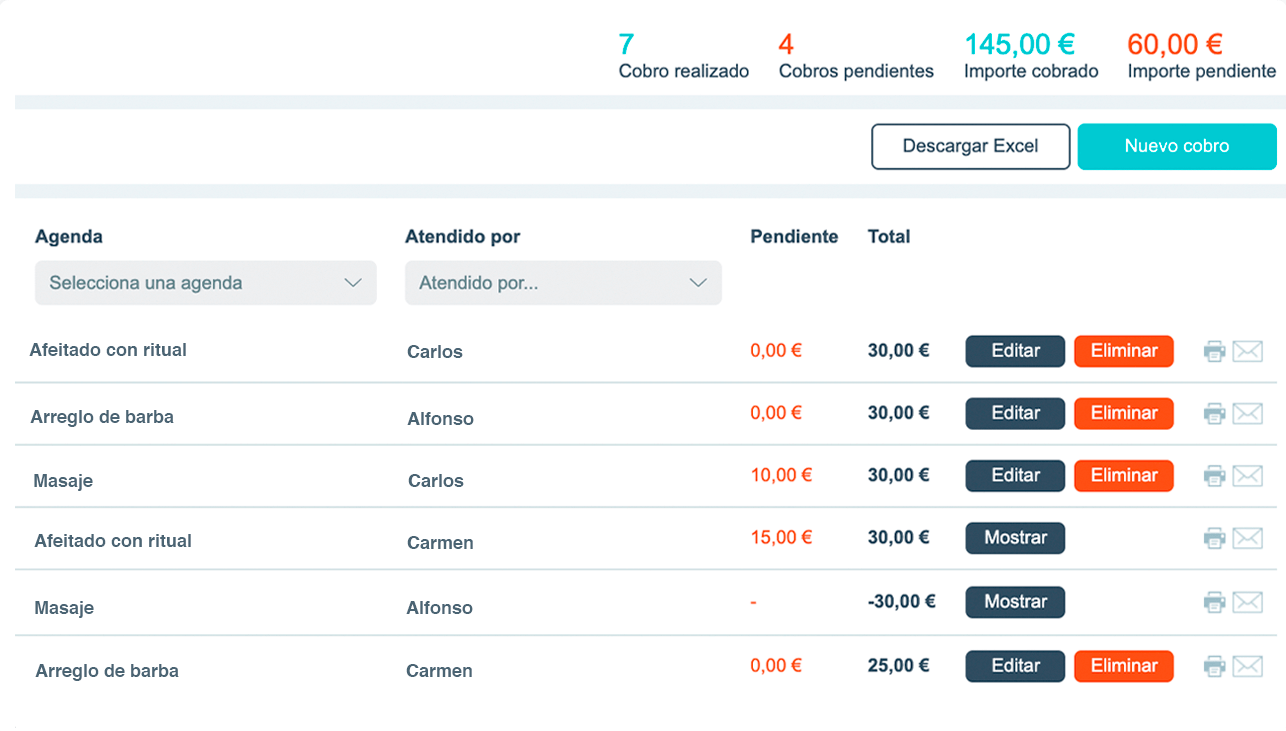 7 4 145,00 € 60,00 €
Cobro realizado Cobros pendientes Importe cobrado Importe pendiente
Descargar Excel Nuevo cobro
Agenda Atendido por Pendiente Total
Selecciona una agenda Atendido por...
Afeitado con ritual Carlos 0,00 € 30,00 € Editar Eliminar
Arreglo de barba Alfonso 0,00 € 30,00 € Editar Eliminar
Masaje Carlos 10,00 € 30,00 € Editar Eliminar
Afeitado con ritual Carmen 15,00 € 30,00 € Mostrar
Masaje Alfonso - -30,00 € Mostrar
Arreglo de barba Carmen 0,00 € 25,00 € Editar Eliminar